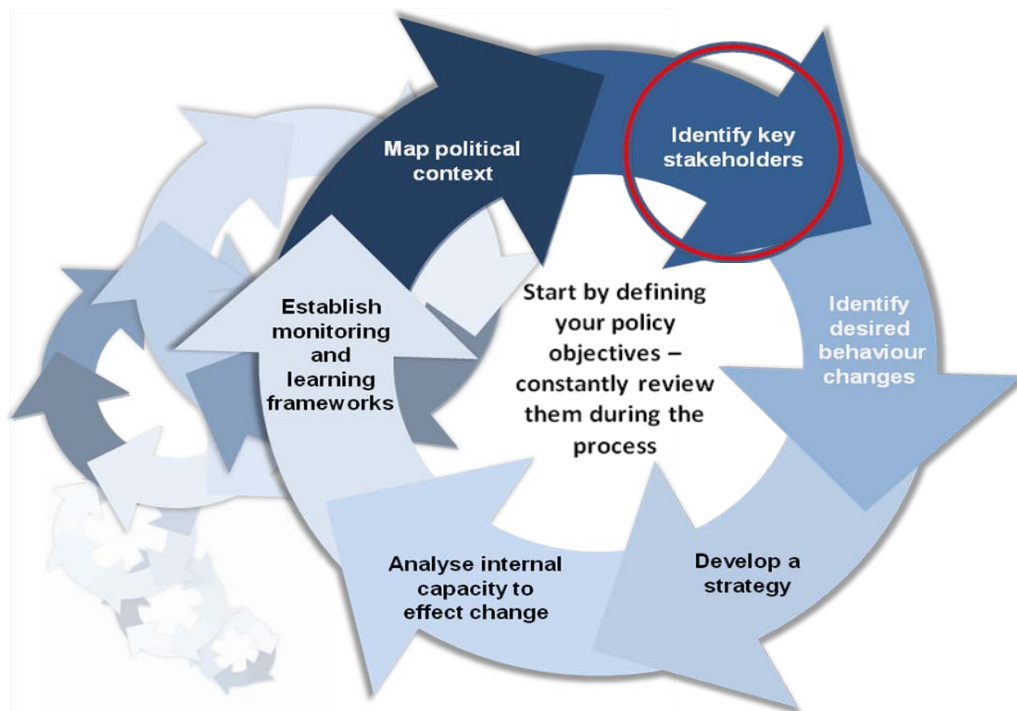 Map political
context
Identify key
stakeholders
Identify
desired
behaviour
changes
Develop a
strategy
Analyse internal
capacity to
effect change
Establish
monitoring
and
learning
frameworks
Start by defining
your policy
objectives –
constantly review
them during the
process